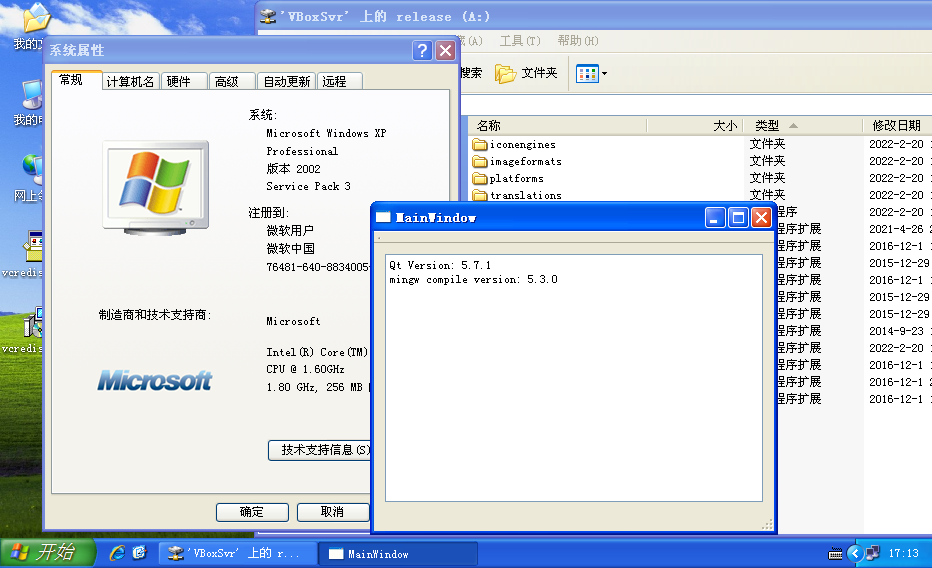 'VBoxSvr' 上的 release (A:)
系统属性
(A) 工具(T) 帮助(H)
搜索 文件夹
常规 计算机名 硬件 高级 自动更新 远程
名称 大小 类型 修改日期
iconengines 文件夹 2022-2-20
imageformats 文件夹 2022-2-20
platforms 文件夹 2022-2-20
translations 文件夹 2022-2-20
程序 2022-2-20
程序扩展 2021-4-26
程序扩展 2016-12-1
程序扩展 2015-12-29
程序扩展 2016-12-1
程序扩展 2015-12-29
程序扩展 2015-12-29
程序扩展 2014-9-23
程序扩展 2022-2-20
程序扩展 2016-12-1
程序扩展 2016-12-1
程序扩展 2016-12-1
系统:
Microsoft Windows XP
Professional
版本 2002
Service Pack 3
注册到:
微软用户
微软中国
76481-640-8834005-
制造商和技术支持商:
Microsoft
Intel(R) Core(TM)
CPU @ 1.60GHz
1.80 GHz, 256 MB
Microsoft
技术支持信息(S)
确定 取消
MainWindow
Qt Version: 5.7.1
mingw compile version: 5.3.0
我的
我的
网上
vcredis
vcredis
开始
'VBoxSvr' 上的 r...
MainWindow
17:13